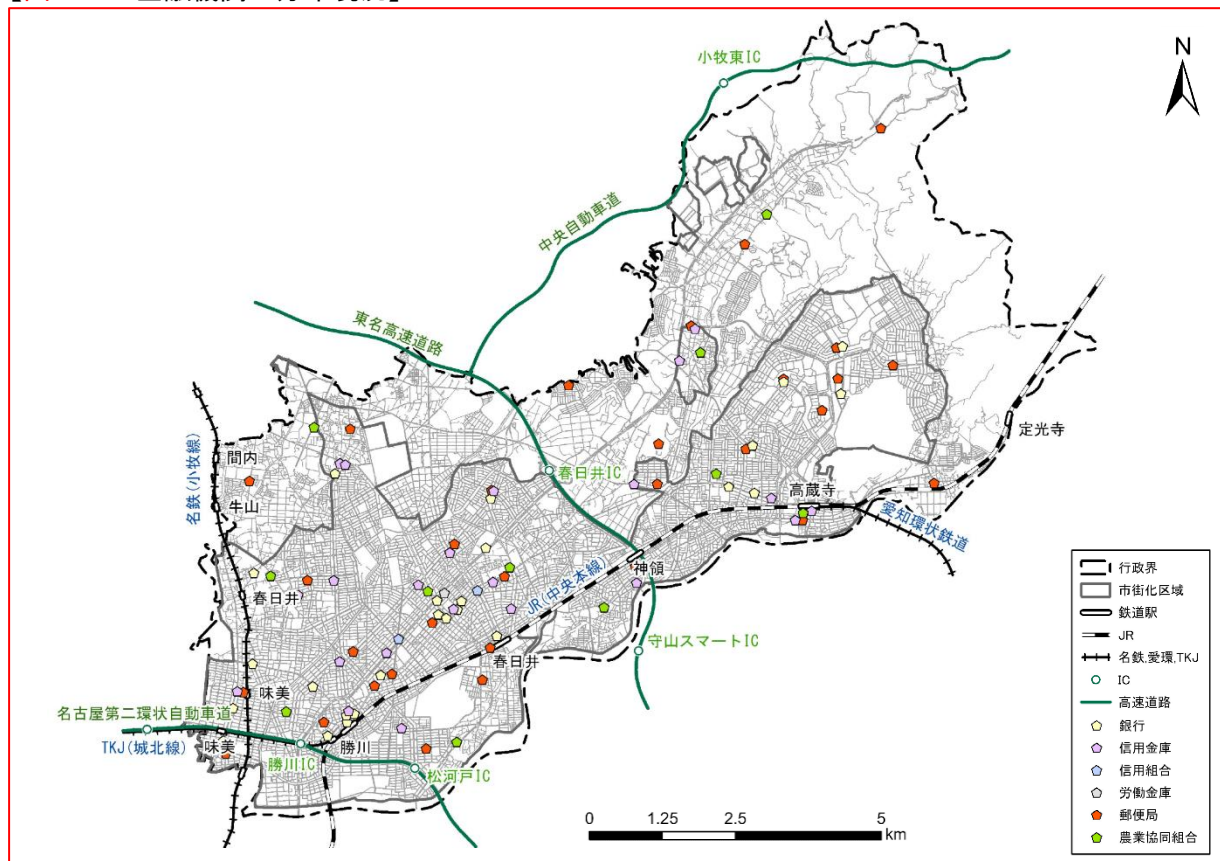 小牧東IC
N
中央自動車道
東名高速道路
定光寺
名鉄(小牧線)
間内
春日井IC
牛山
高蔵寺
愛知環状鉄道
神領
JR(中央本線)
春日井
守山スマートIC
春日井
味美
名古屋第二環状自動車道
味美
TKJ(城北線)
勝川
勝川IC
松河戸IC
0 1.25 2.5 5
km
行政界
市街化区域
鉄道駅
JR
名鉄,愛環,TKJ
IC
高速道路
銀行
信用金庫
信用組合
労働金庫
郵便局
農業協同組合